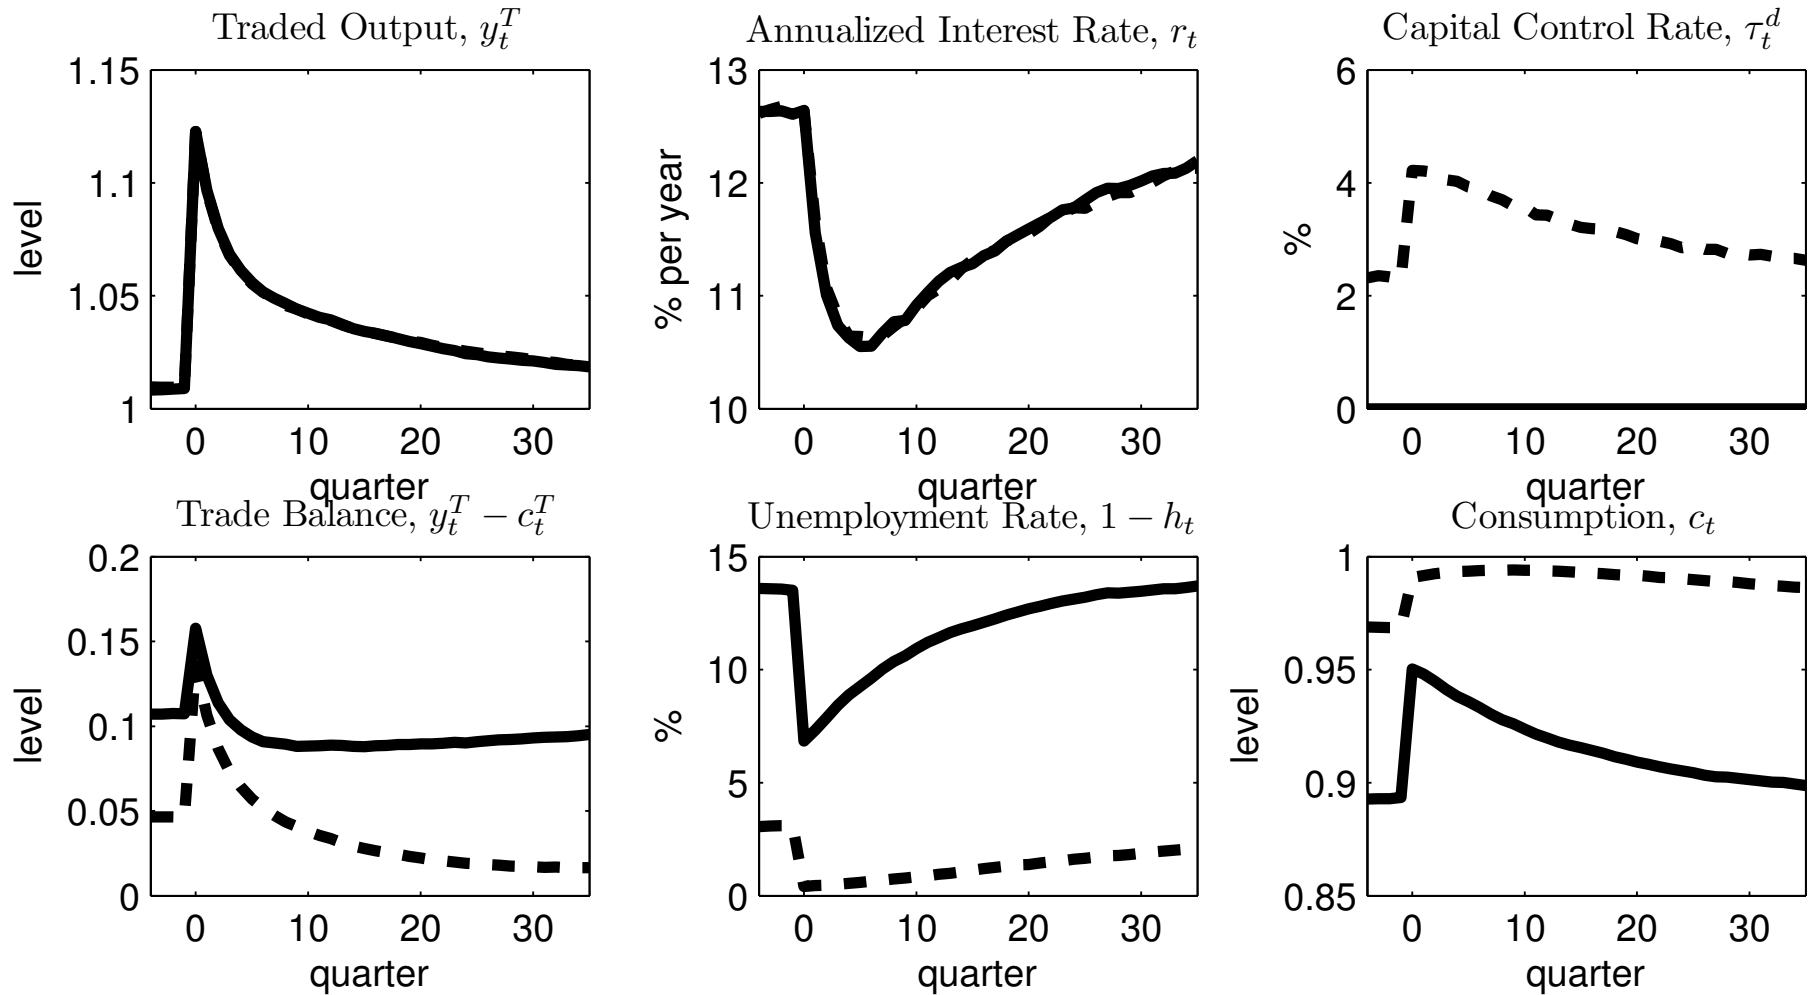 Traded Output, y_t^T
1.15
1.1
1.05
1
level
0 10 20 30
quarter
Annualized Interest Rate, r_t
13
12
11
10
% per year
0 10 20 30
quarter
Capital Control Rate, τ_t^d
6
4
2
0
%
0 10 20 30
quarter
Trade Balance, y_t^T − c_t^T
0.2
0.15
0.1
0.05
0
level
0 10 20 30
quarter
Unemployment Rate, 1 − h_t
15
10
5
0
%
0 10 20 30
quarter
Consumption, c_t
1
0.95
0.9
0.85
level
0 10 20 30
quarter